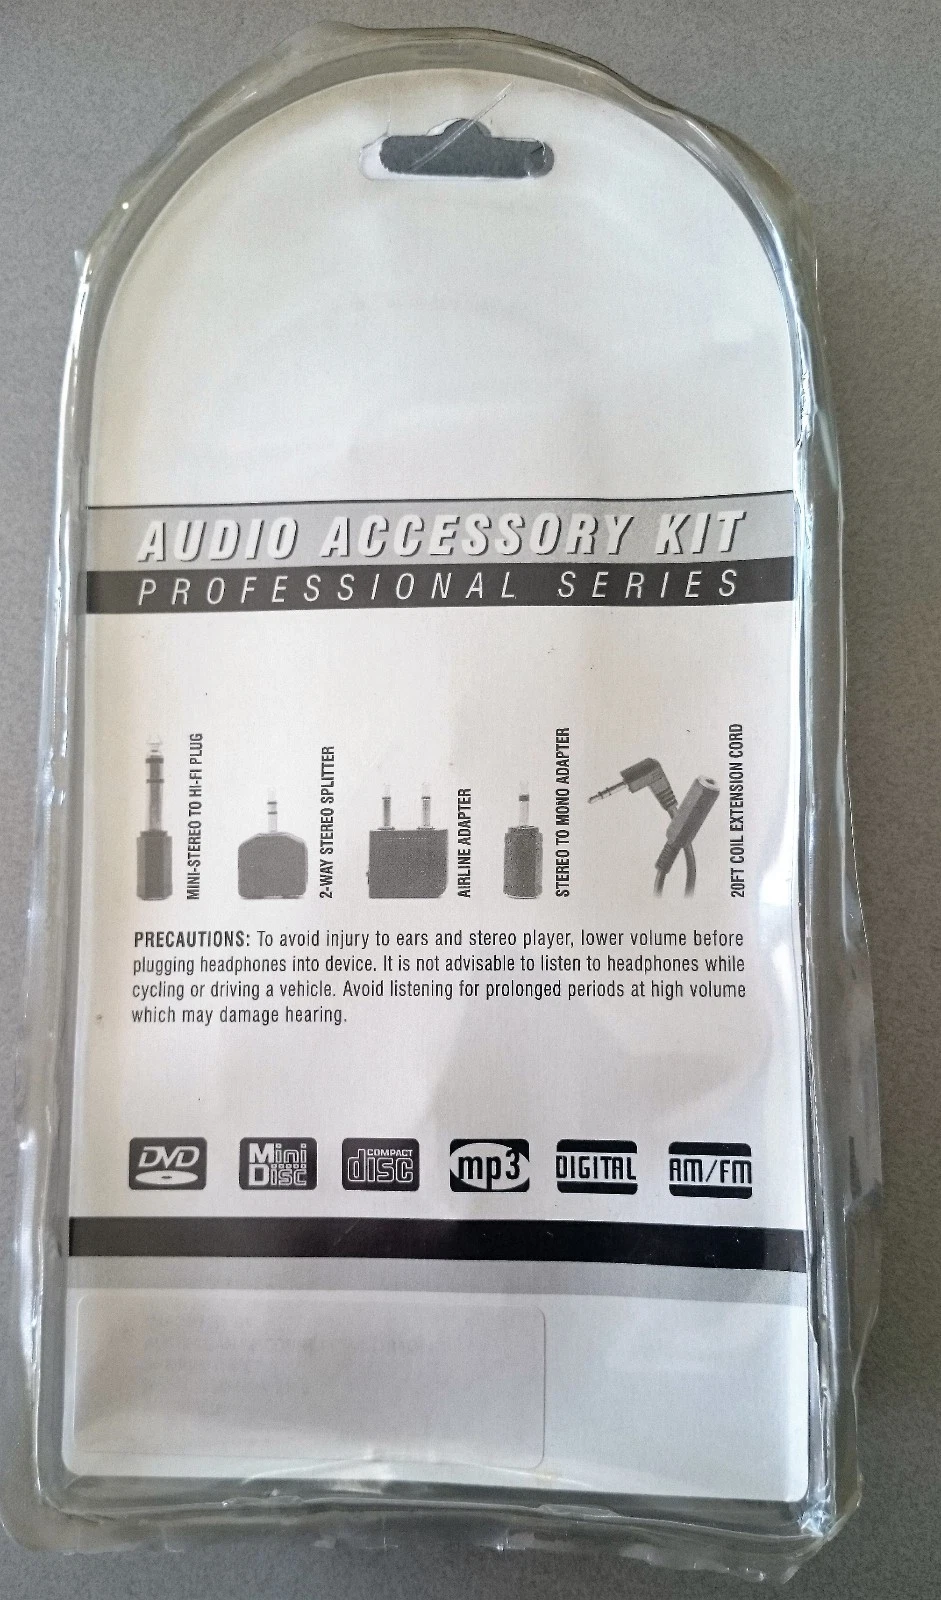 AUDIO ACCESSORY KIT
PROFESSIONAL SERIES
MINI-STEREO TO HI-FI PLUG
2-WAY STEREO SPLITTER
AIRLINE ADAPTER
STEREO TO MONO ADAPTER
20FT COIL EXTENSION CORD
PRECAUTIONS: To avoid injury to ears and stereo player, lower volume before
plugging headphones into device. It is not advisable to listen to headphones while
cycling or driving a vehicle. Avoid listening for prolonged periods at high volume
which may damage hearing.
DVD
Mini
Disc
COMPACT
disc
mp3
DIGITAL
AM/FM